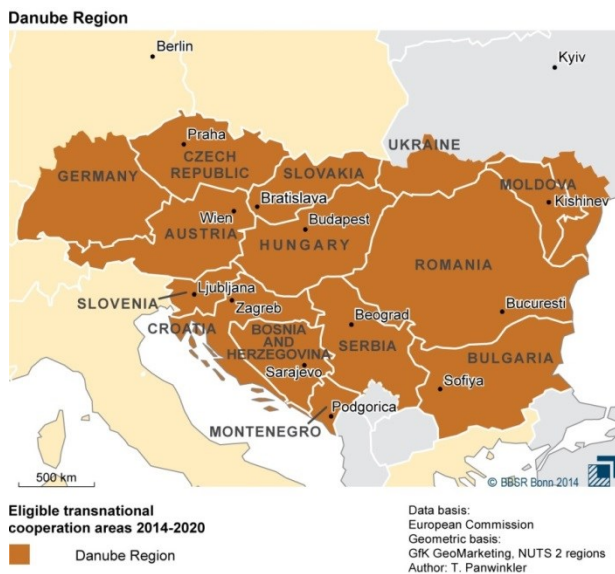 Danube Region
Berlin
Kyiv
Praha
UKRAINE
CZECH
REPUBLIC
GERMANY
SLOVAKIA
MOLDOVA
Kishinev
Bratislava
Wien
Budapest
AUSTRIA
HUNGARY
ROMANIA
Ljubljana
SLOVENIA
Zagreb
Bucuresti
Beograd
CROATIA
BOSNIA
AND
HERZEGOVINA
SERBIA
BULGARIA
Sarajevo
Sofiya
Podgorica
MONTENEGRO
500 km
© BBSR Bonn 2014
Eligible transnational
cooperation areas 2014-2020
Danube Region
Data basis:
European Commission
Geometric basis:
GfK GeoMarketing, NUTS 2 regions
Author: T. Panwinkler